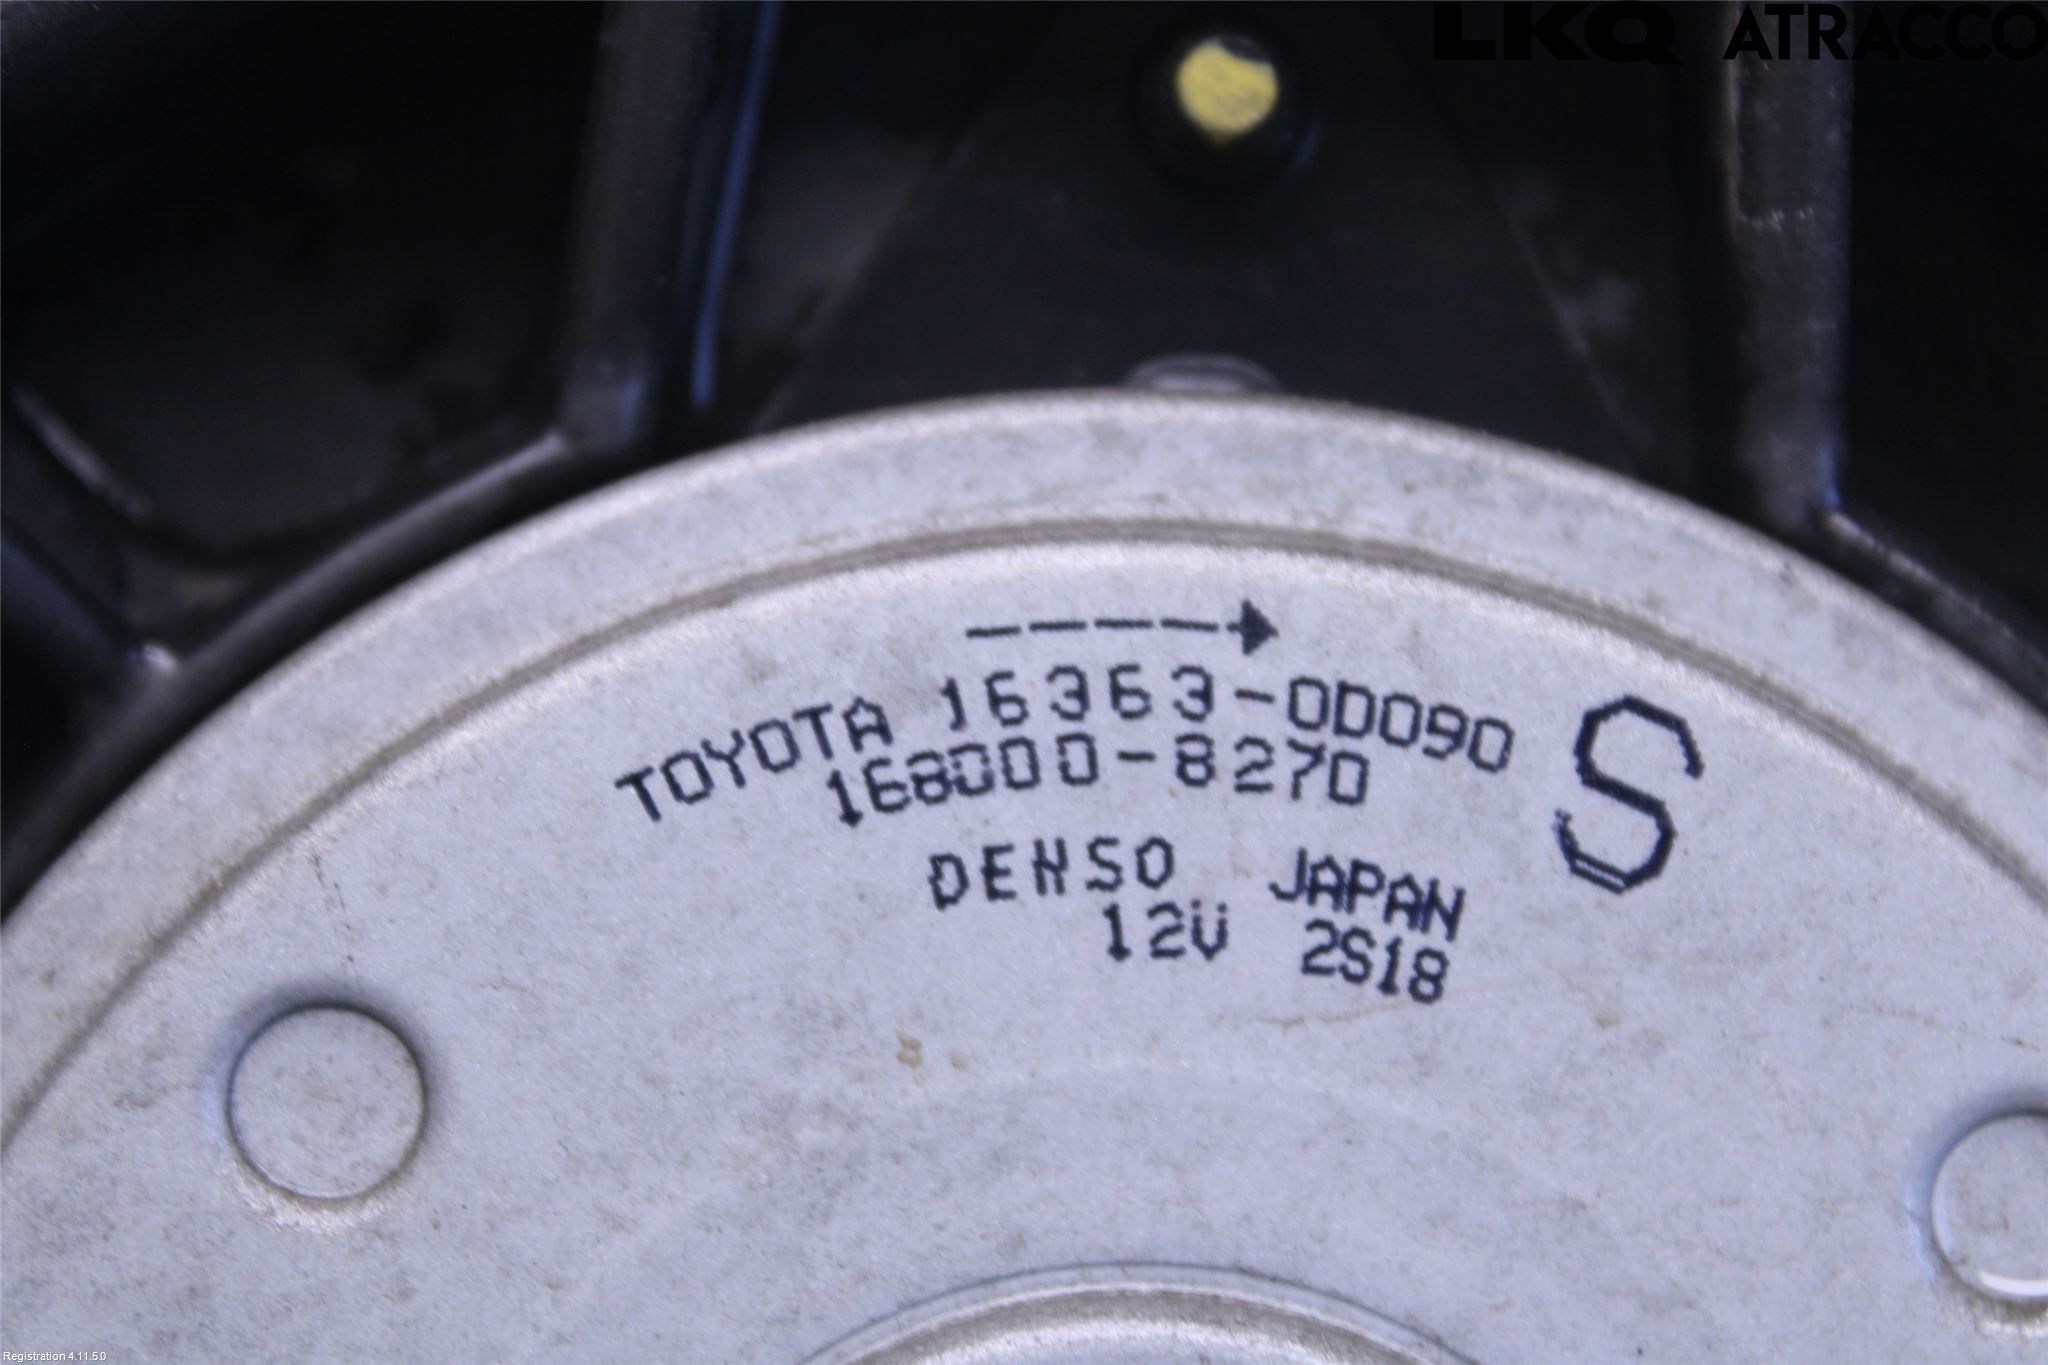 LKQ ATRACCO
TOYOTA 16363-0D090
168000-8270
S
DENSO JAPAN
12V 2S18
Registration 4.11.5.0